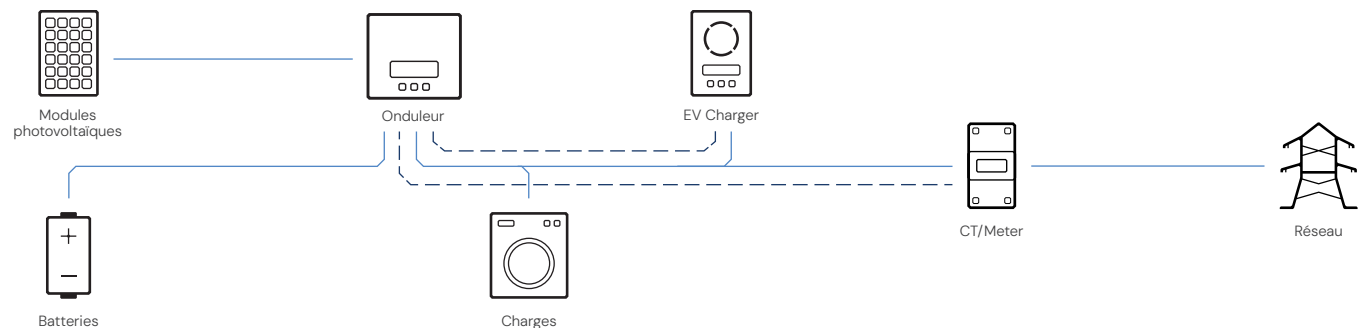 Modules
photovoltaïques
Onduleur
EV Charger
CT/Meter
Réseau
Batteries
Charges